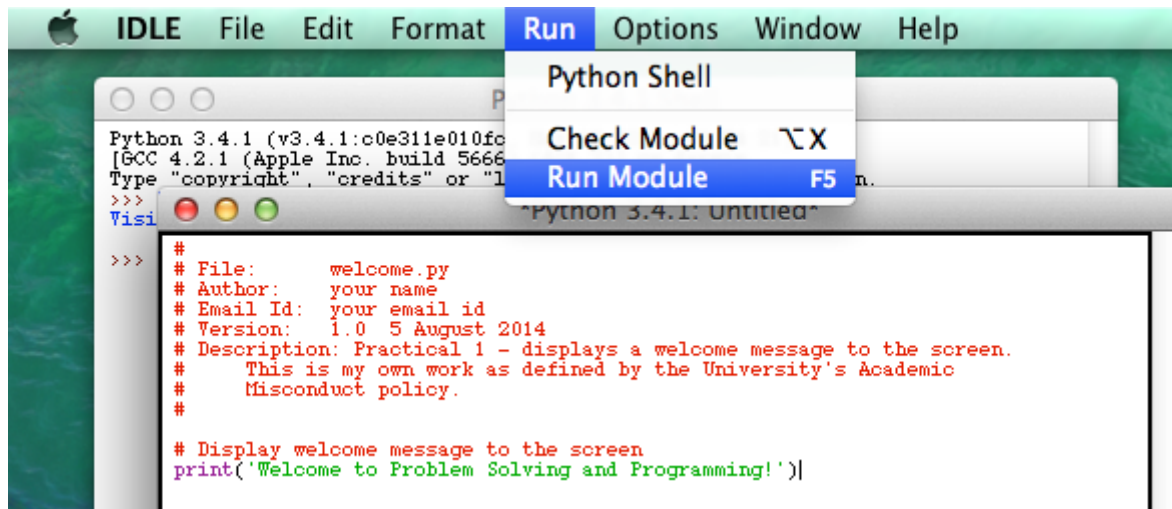 IDLE File Edit Format Run Options Window Help
Python Shell
Check Module ⌥X
Run Module F5
P
Python 3.4.1 (v3.4.1:c0e311e010fc
[GCC 4.2.1 (Apple Inc. build 5666
Type "copyright", "credits" or "l n.
>>>
Visi
>>>
*Python 3.4.1: Untitled*
#
# File: welcome.py
# Author: your name
# Email Id: your email id
# Version: 1.0 5 August 2014
# Description: Practical 1 - displays a welcome message to the screen.
# This is my own work as defined by the University's Academic
# Misconduct policy.
#
# Display welcome message to the screen
print('Welcome to Problem Solving and Programming!')